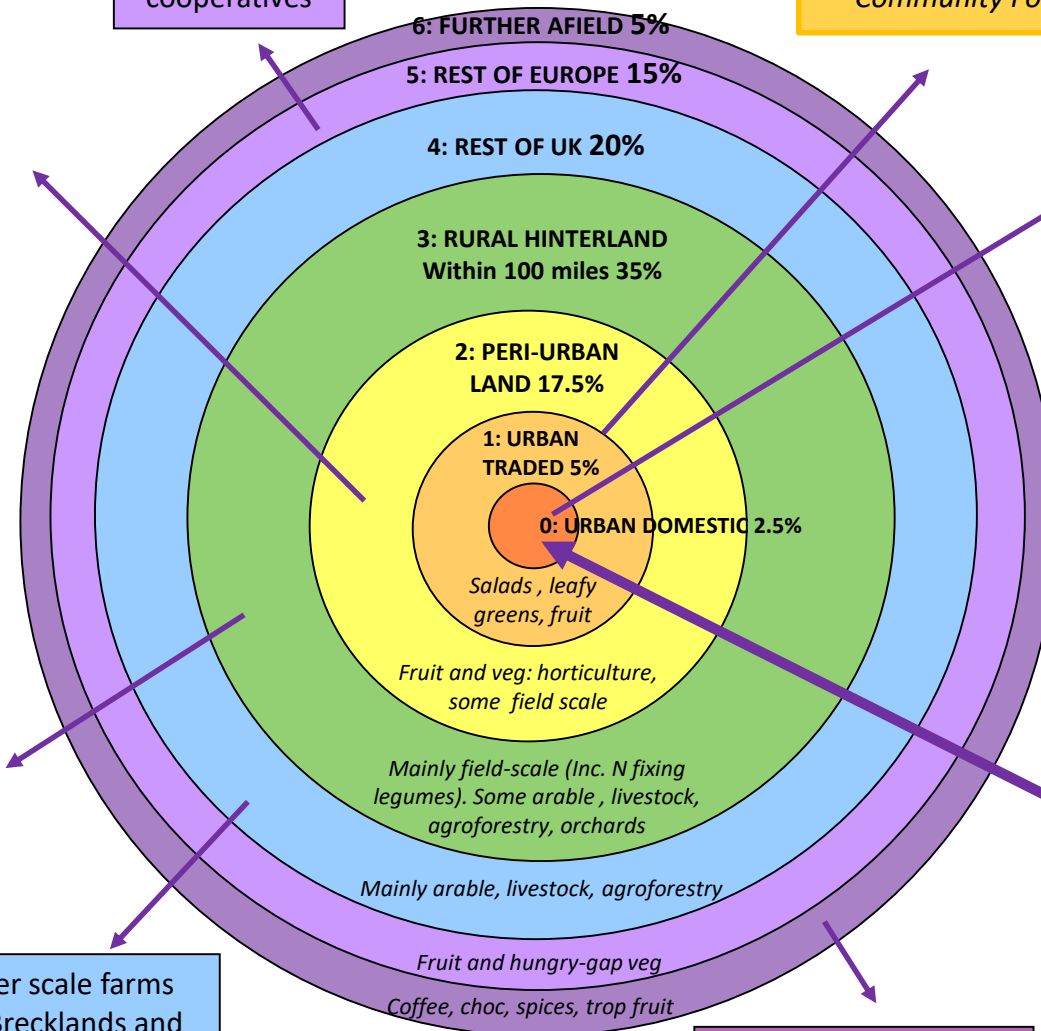 cooperatives
Community Fo
6: FURTHER AFIELD 5%
5: REST OF EUROPE 15%
4: REST OF UK 20%
3: RURAL HINTERLAND
Within 100 miles 35%
2: PERI-URBAN
LAND 17.5%
1: URBAN
TRADED 5%
0: URBAN DOMESTIC 2.5%
Salads , leafy
greens, fruit
Fruit and veg: horticulture,
some field scale
Mainly field-scale (Inc. N fixing
legumes). Some arable , livestock,
agroforestry, orchards
Mainly arable, livestock, agroforestry
Fruit and hungry-gap veg
Coffee, choc, spices, trop fruit
er scale farms
Brecklands and